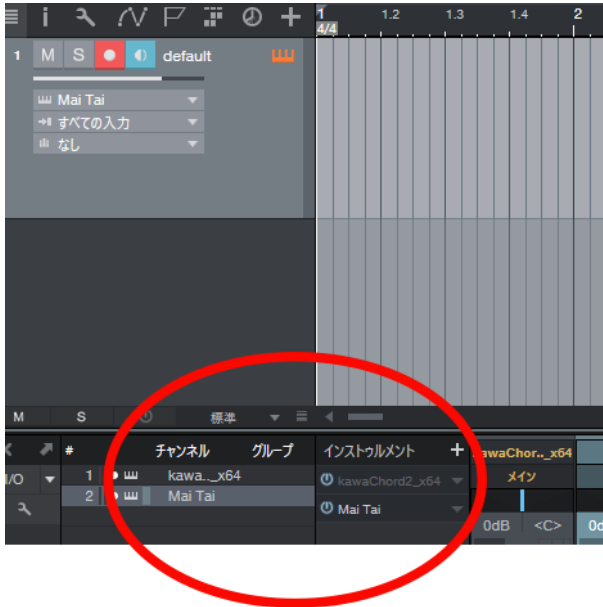 1 1.2 1.3 1.4 2
4/4
1 M S default
Mai Tai
すべての入力
なし
M S 標準
# チャンネル グループ インストゥルメント + kawaChor.._x64
I/O 1 kawa.._x64 kawaChord2_x64 メイン
2 Mai Tai Mai Tai
0dB <C>